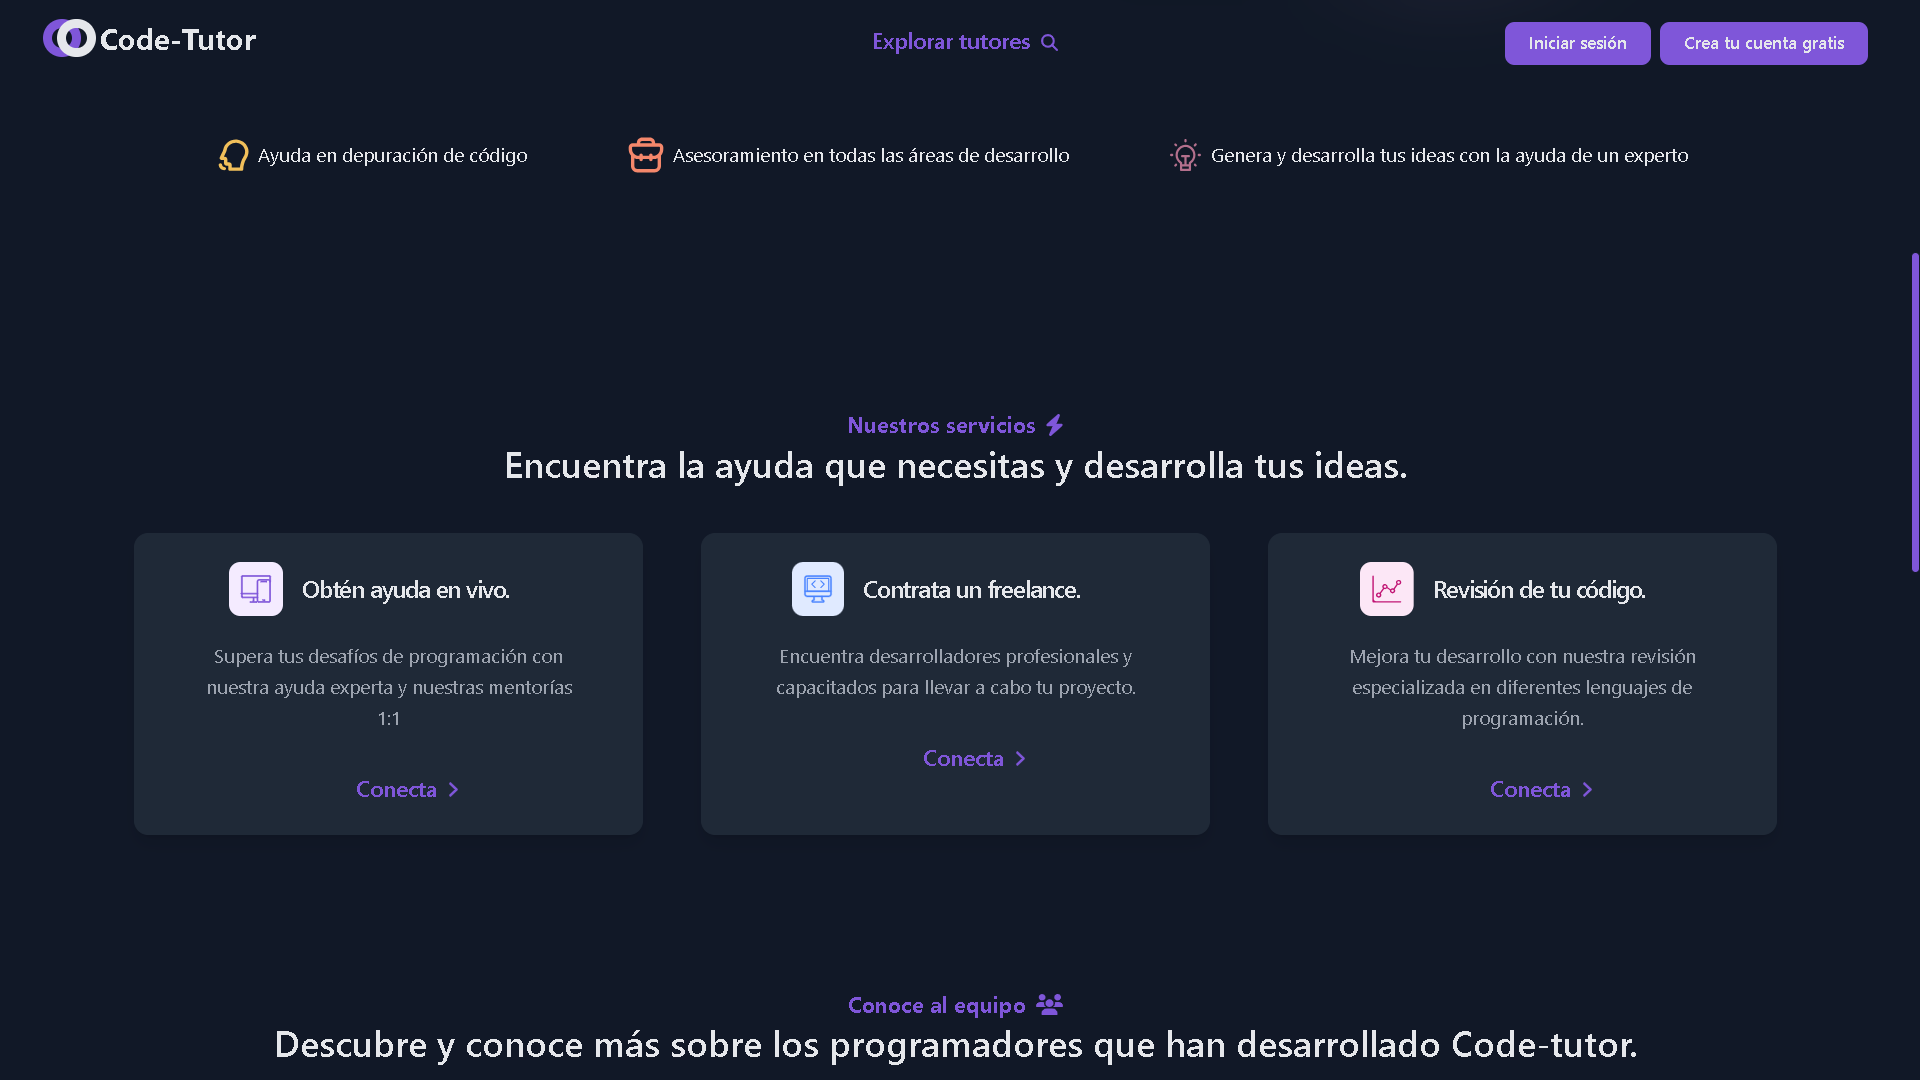 Code-Tutor
Explorar tutores
Iniciar sesión
Crea tu cuenta gratis
Ayuda en depuración de código
Asesoramiento en todas las áreas de desarrollo
Genera y desarrolla tus ideas con la ayuda de un experto
Nuestros servicios
Encuentra la ayuda que necesitas y desarrolla tus ideas.
Obtén ayuda en vivo.
Supera tus desafíos de programación con
nuestra ayuda experta y nuestras mentorías
1:1
Conecta
Contrata un freelance.
Encuentra desarrolladores profesionales y
capacitados para llevar a cabo tu proyecto.
Conecta
Revisión de tu código.
Mejora tu desarrollo con nuestra revisión
especializada en diferentes lenguajes de
programación.
Conecta
Conoce al equipo
Descubre y conoce más sobre los programadores que han desarrollado Code-tutor.